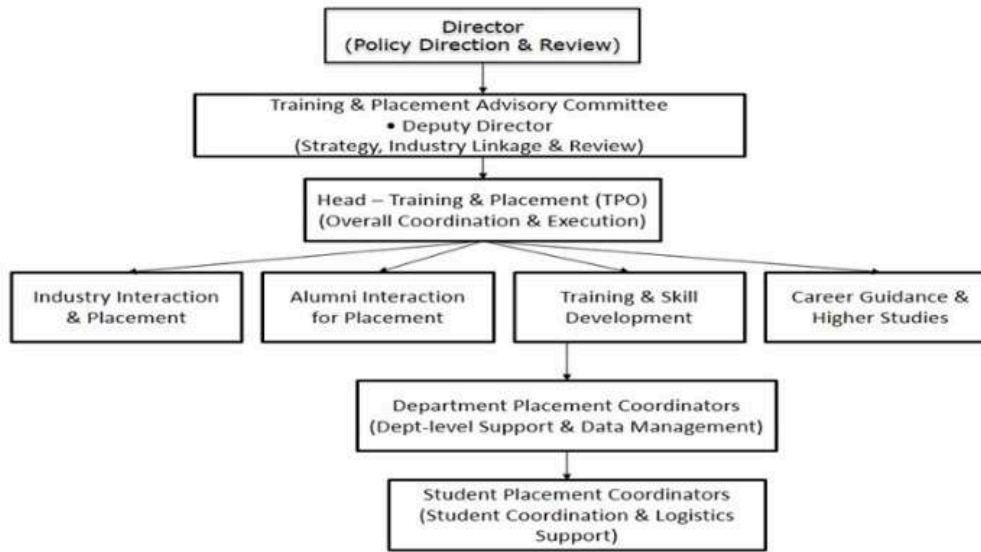 Director
(Policy Direction & Review)
Training & Placement Advisory Committee
• Deputy Director
(Strategy, Industry Linkage & Review)
Head – Training & Placement (TPO)
(Overall Coordination & Execution)
Industry Interaction
& Placement
Alumni Interaction
for Placement
Training & Skill
Development
Career Guidance &
Higher Studies
Department Placement Coordinators
(Dept-level Support & Data Management)
Student Placement Coordinators
(Student Coordination & Logistics
Support)